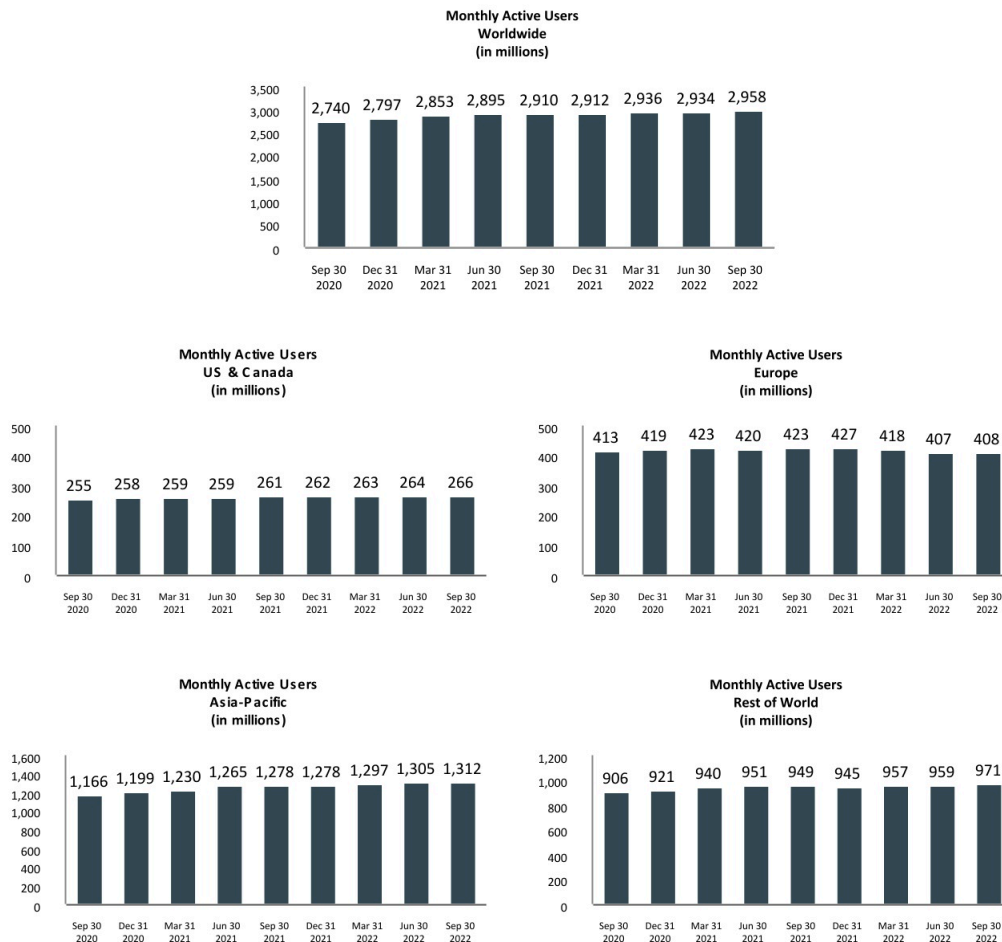 Monthly Active Users
Worldwide
(in millions)
3,500
3,000
2,500
2,000
1,500
1,000
500
0
2,740 2,797 2,853 2,895 2,910 2,912 2,936 2,934 2,958
Sep 30 Dec 31 Mar 31 Jun 30 Sep 30 Dec 31 Mar 31 Jun 30 Sep 30
2020 2020 2021 2021 2021 2021 2022 2022 2022
Monthly Active Users
US & Canada
(in millions)
500
400
300
200
100
0
255 258 259 259 261 262 263 264 266
Sep 30 Dec 31 Mar 31 Jun 30 Sep 30 Dec 31 Mar 31 Jun 30 Sep 30
2020 2020 2021 2021 2021 2021 2022 2022 2022
Monthly Active Users
Europe
(in millions)
500
400
300
200
100
0
413 419 423 420 423 427 418 407 408
Sep 30 Dec 31 Mar 31 Jun 30 Sep 30 Dec 31 Mar 31 Jun 30 Sep 30
2020 2020 2021 2021 2021 2021 2022 2022 2022
Monthly Active Users
Asia-Pacific
(in millions)
1,600
1,400
1,200
1,000
800
600
400
200
0
1,166 1,199 1,230 1,265 1,278 1,278 1,297 1,305 1,312
Sep 30 Dec 31 Mar 31 Jun 30 Sep 30 Dec 31 Mar 31 Jun 30 Sep 30
2020 2020 2021 2021 2021 2021 2022 2022 2022
Monthly Active Users
Rest of World
(in millions)
1,200
1,000
800
600
400
200
0
906 921 940 951 949 945 957 959 971
Sep 30 Dec 31 Mar 31 Jun 30 Sep 30 Dec 31 Mar 31 Jun 30 Sep 30
2020 2020 2021 2021 2021 2021 2022 2022 2022